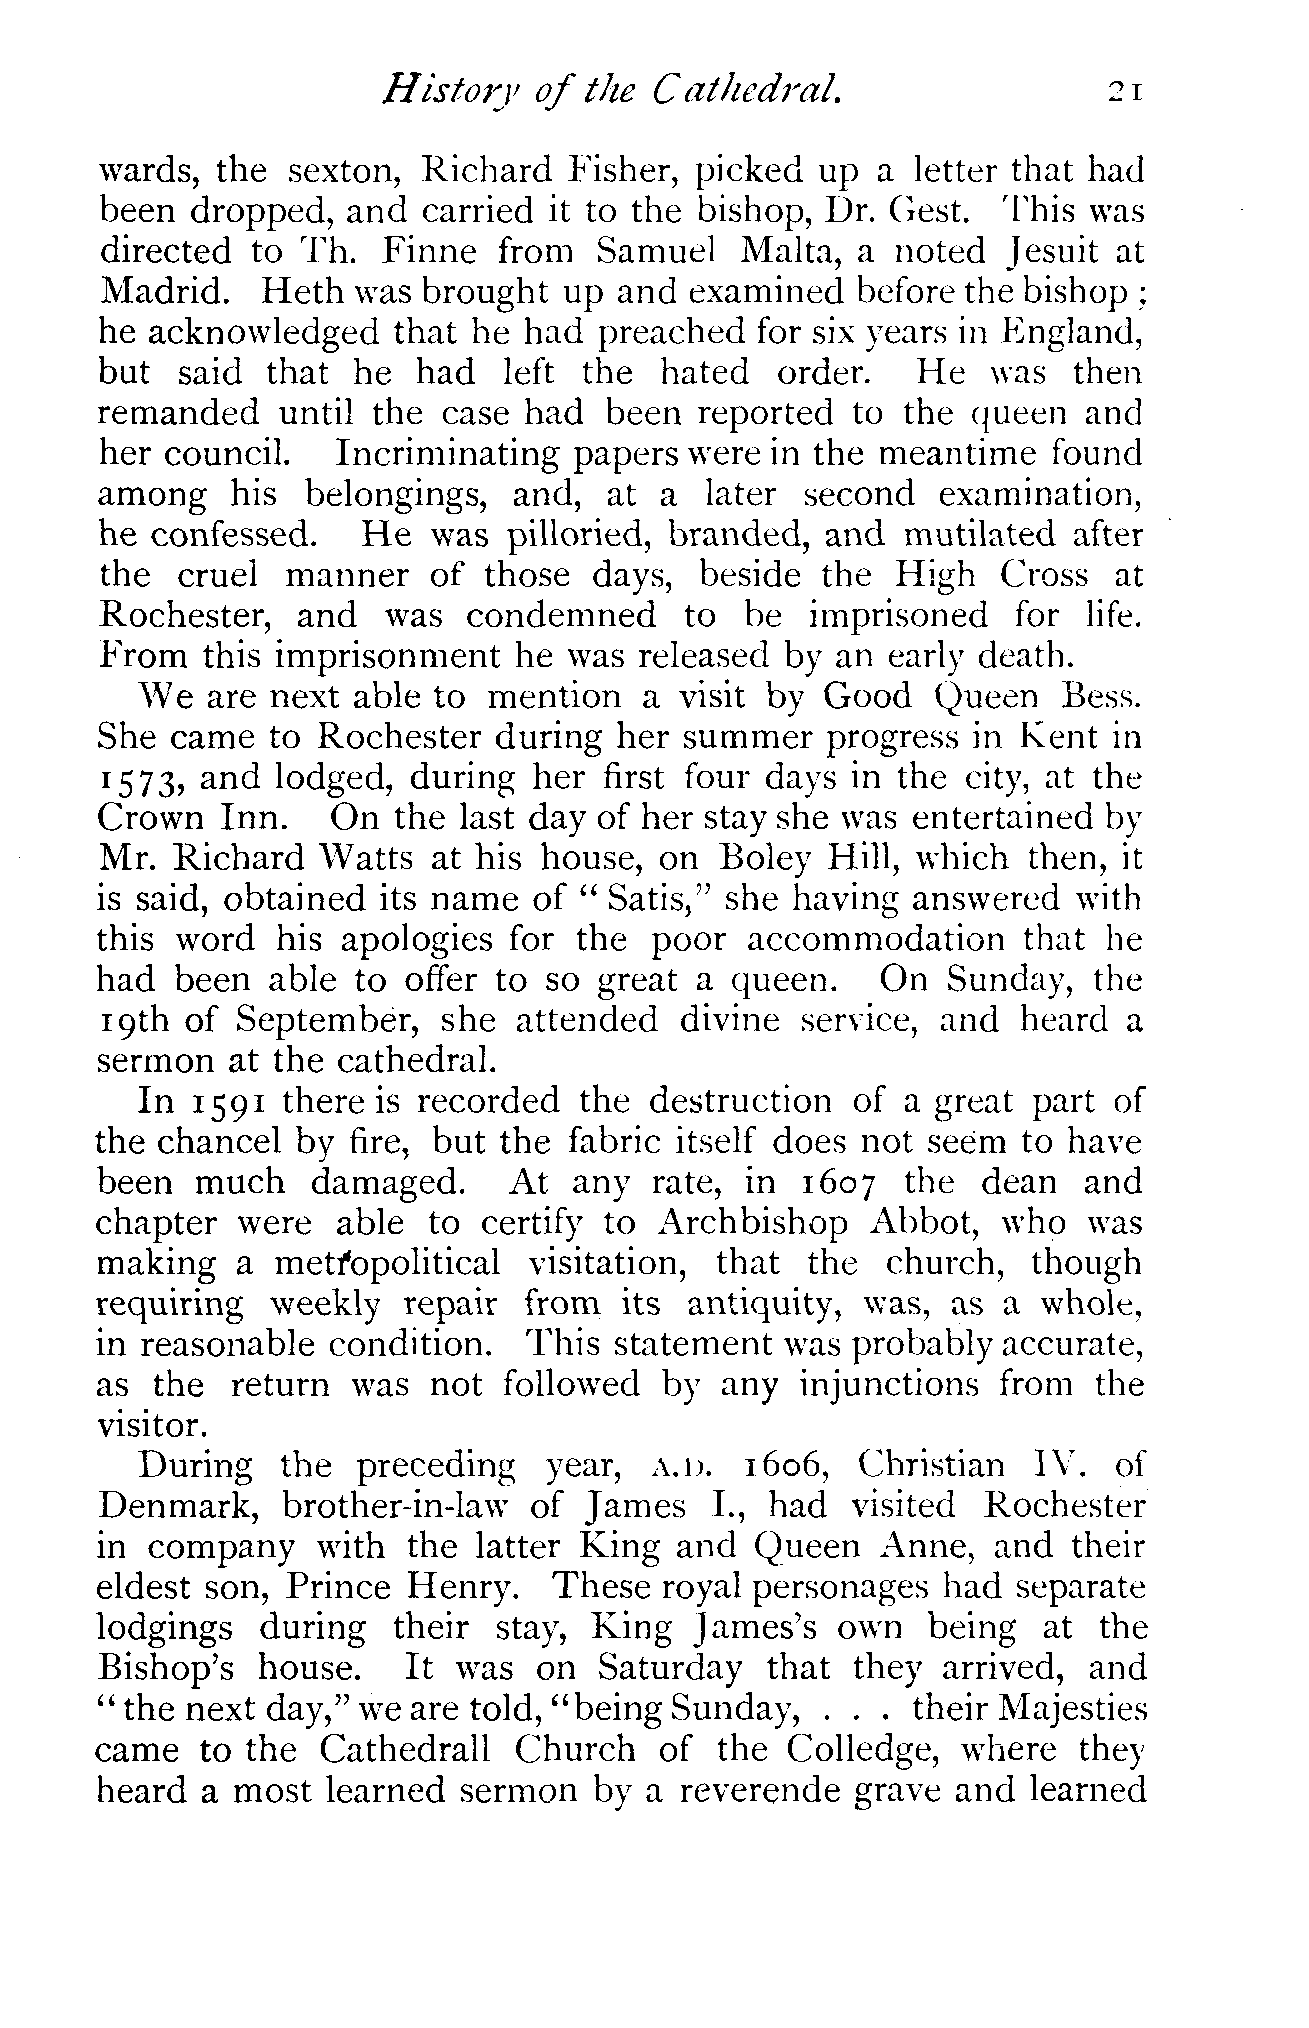 History of the Cathedral. 21
wards, the sexton, Richard Fisher, picked up a letter that had
been dropped, and carried it to the bishop, Dr. Gest. This was
directed to Th. Finne from Samuel Malta, a noted Jesuit at
Madrid. Heth was brought up and examined before the bishop ;
he acknowledged that he had preached for six years in England,
but said that he had left the hated order. He was then
remanded until the case had been reported to the queen and
her council. Incriminating papers were in the meantime found
among his belongings, and, at a later second examination,
he confessed. He was pilloried, branded, and mutilated after
the cruel manner of those days, beside the High Cross at
Rochester, and was condemned to be imprisoned for life.
From this imprisonment he was released by an early death.
We are next able to mention a visit by Good Queen Bess.
She came to Rochester during her summer progress in Kent in
1573, and lodged, during her first four days in the city, at the
Crown Inn. On the last day of her stay she was entertained by
Mr. Richard Watts at his house, on Boley Hill, which then, it
is said, obtained its name of " Satis," she having answered with
this word his apologies for the poor accommodation that he
had been able to offer to so great a queen. On Sunday, the
19th of September, she attended divine service, and heard a
sermon at the cathedral.
In 1591 there is recorded the destruction of a great part of
the chancel by fire, but the fabric itself does not seem to have
been much damaged. At any rate, in 1607 the dean and
chapter were able to certify to Archbishop Abbot, who was
making a metropolitical visitation, that the church, though
requiring weekly repair from its antiquity, was, as a whole,
in reasonable condition. This statement was probably accurate,
as the return was not followed by any injunctions from the
visitor.
During the preceding year, A.D. 1606, Christian IV. of
Denmark, brother-in-law of James I., had visited Rochester
in company with the latter King and Queen Anne, and their
eldest son, Prince Henry. These royal personages had separate
lodgings during their stay, King James's own being at the
Bishop's house. It was on Saturday that they arrived, and
" the next day," we are told, "being Sunday, . . . their Majesties
came to the Cathedrall Church of the Colledge, where they
heard a most learned sermon by a reverende grave and learned